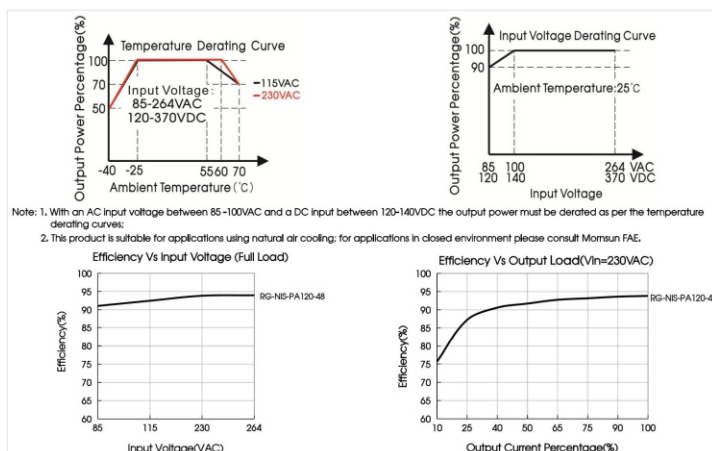 Temperature Derating Curve
Output Power Percentage(%)
100
70
50
Input Voltage :
85-264VAC
120-370VDC
115VAC
230VAC
-40 -25 55 60 70
Ambient Temperature(℃)
Input Voltage Derating Curve
Output Power Percentage(%)
100
90
Ambient Temperature:25℃
85 100 264 VAC
120 140 370 VDC
Input Voltage
Note: 1. With an AC input voltage between 85 -100VAC and a DC input between 120-140VDC the output power must be derated as per the temperature
derating curves;
2. This product is suitable for applications using natural air cooling; for applications in closed environment please consult Mornsun FAE.
Efficiency Vs Input Voltage (Full Load)
Efficiency(%)
95
90
85
80
75
70
65
60
RG-NIS-PA120-48
85 115 230 264
Input Voltage(VAC)
Efficiency Vs Output Load(Vin=230VAC)
Efficiency(%)
100
95
90
85
80
75
70
65
60
RG-NIS-PA120-4
10 25 40 50 65 75 90 100
Output Current Percentage(%)